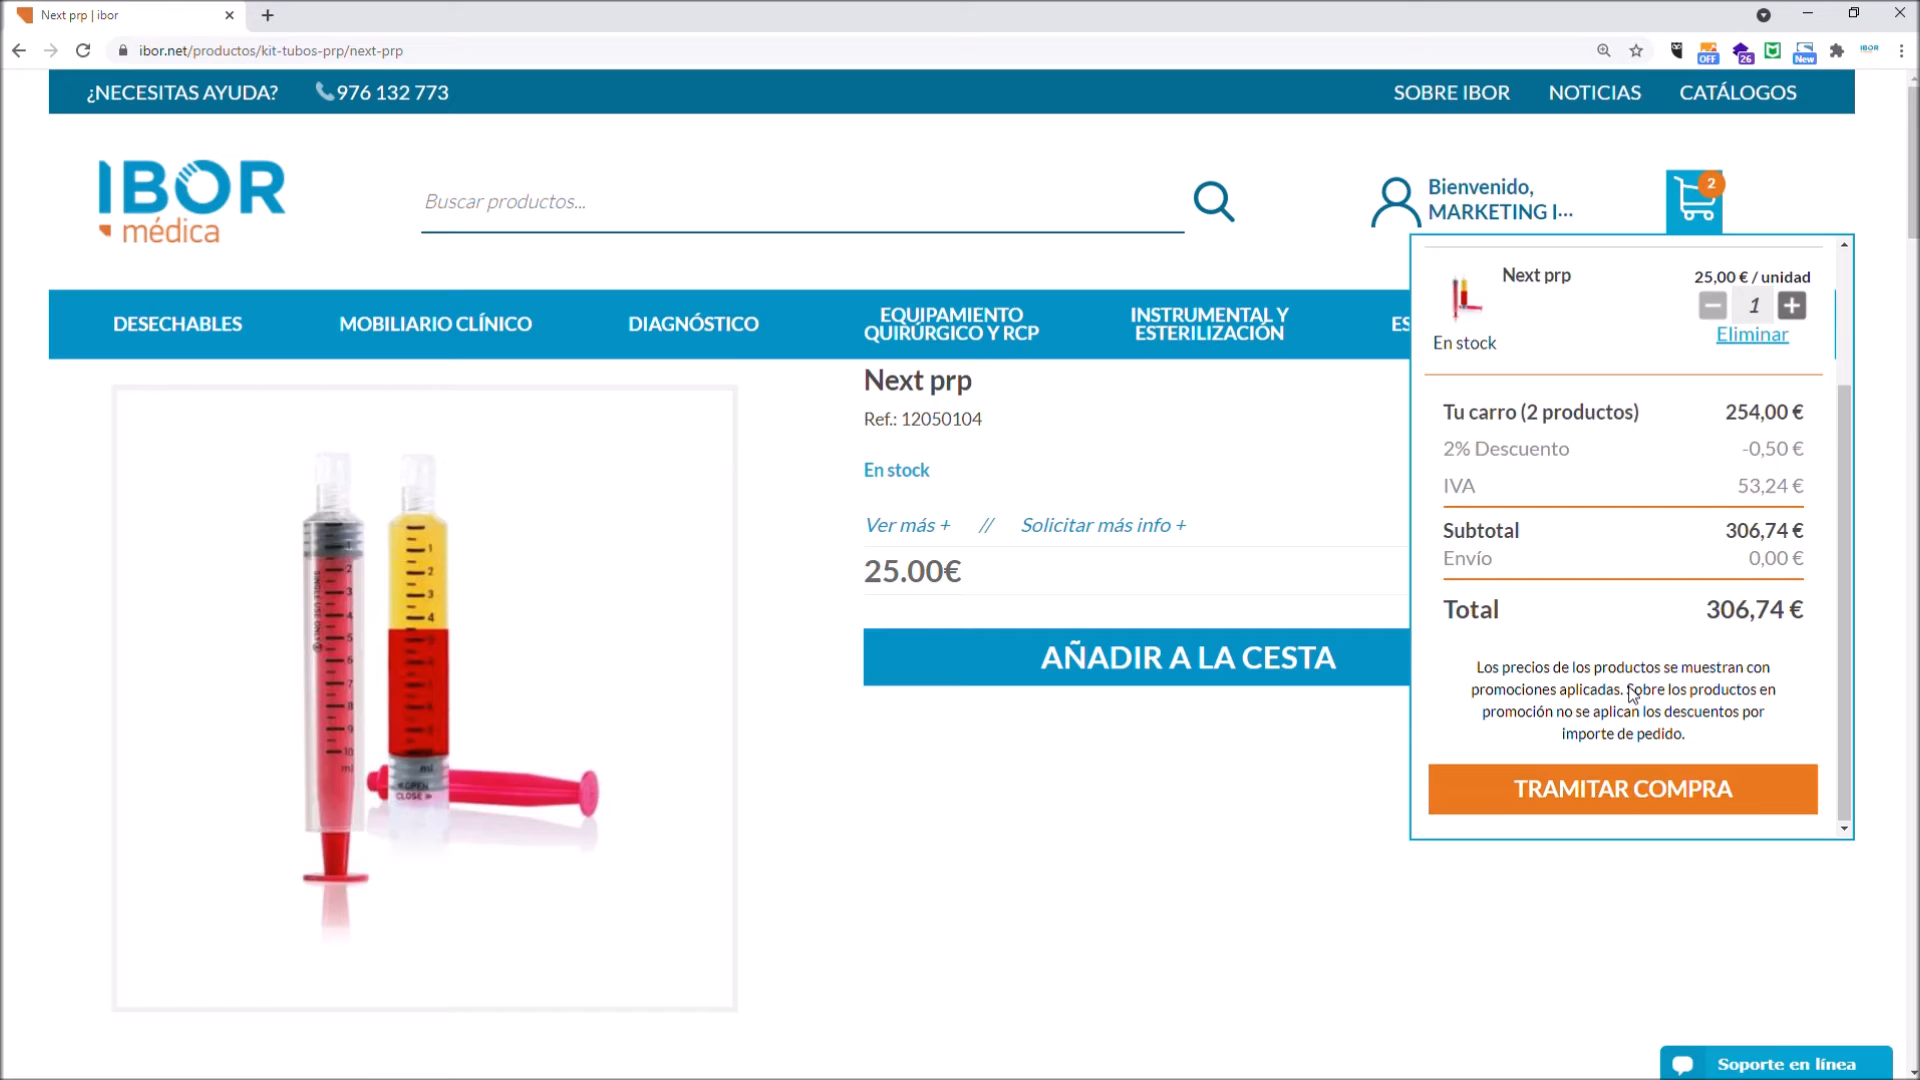 Next prp | ibor
ibor.net/productos/kit-tubos-prp/next-prp
OFF
26
New
IBOR
¿NECESITAS AYUDA?
976 132 773
SOBRE IBOR
NOTICIAS
CATÁLOGOS
IBOR
médica
Buscar productos...
Bienvenido,
MARKETING I...
2
DESECHABLES
MOBILIARIO CLÍNICO
DIAGNÓSTICO
EQUIPAMIENTO
QUIRÚRGICO Y RCP
INSTRUMENTAL Y
ESTERILIZACIÓN
ES
Next prp
25,00 € / unidad
1
Eliminar
En stock
Tu carro (2 productos) 254,00 €
2% Descuento -0,50 €
IVA 53,24 €
Subtotal 306,74 €
Envío 0,00 €
Total 306,74 €
Los precios de los productos se muestran con
promociones aplicadas. Sobre los productos en
promoción no se aplican los descuentos por
importe de pedido.
TRAMITAR COMPRA
Next prp
Ref.: 12050104
En stock
Ver más + // Solicitar más info +
25.00€
AÑADIR A LA CESTA
Soporte en línea